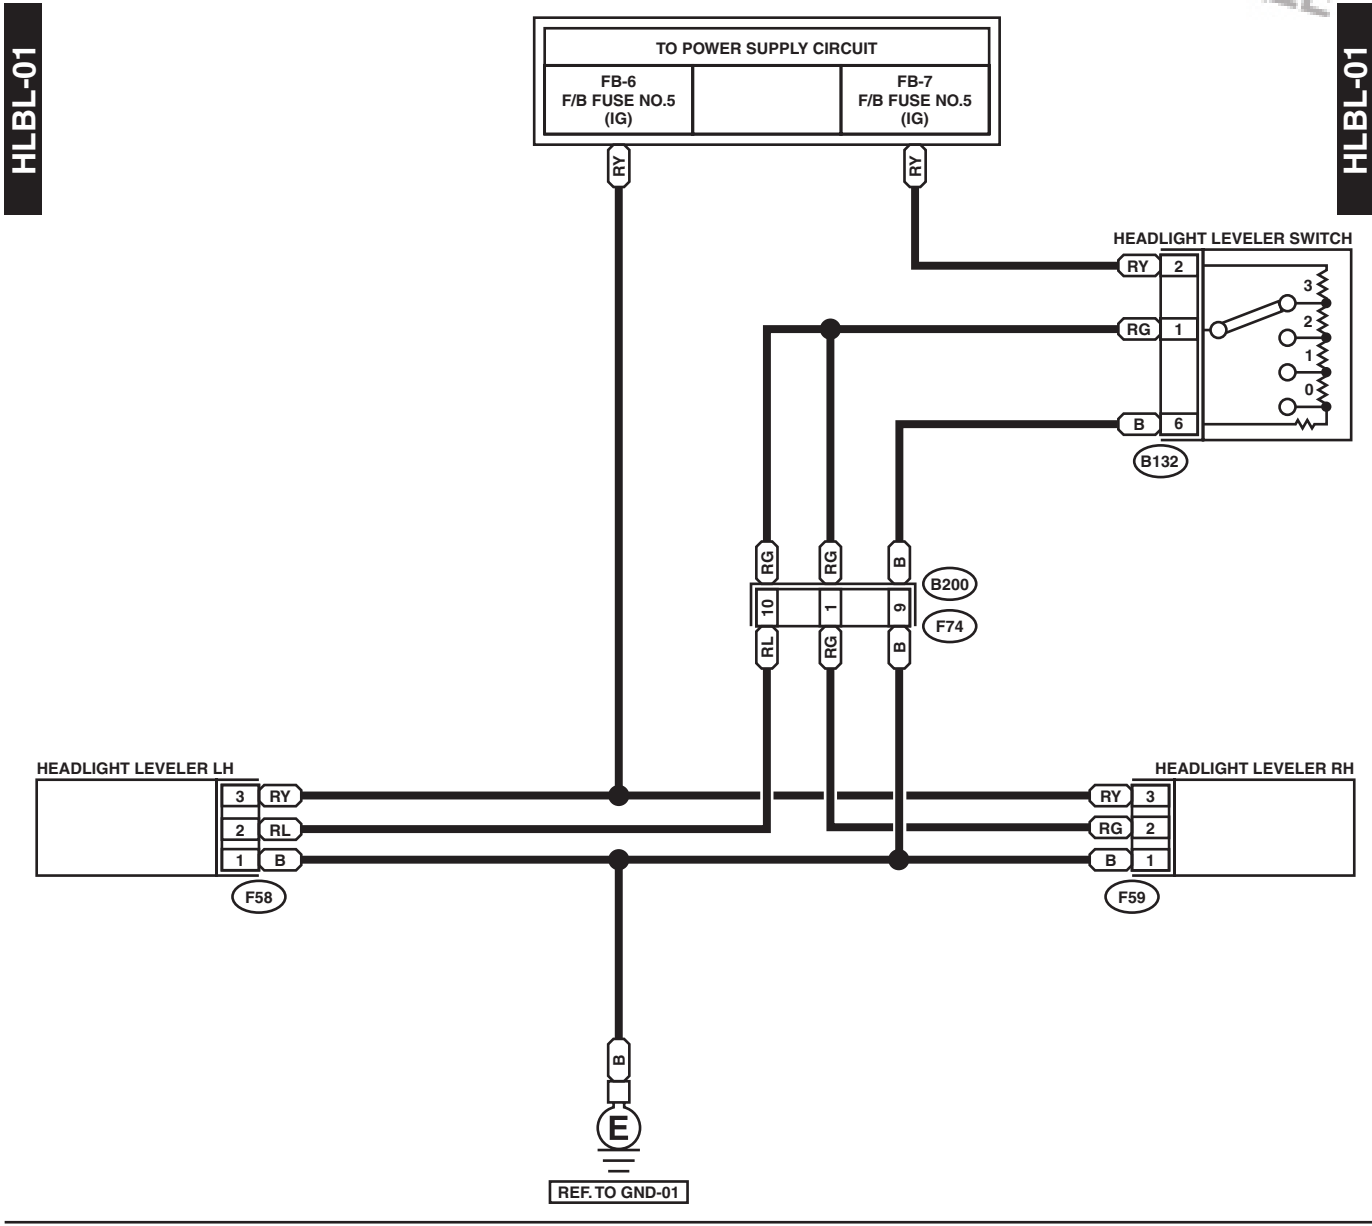 HLBL-01
HLBL-01
TO POWER SUPPLY CIRCUIT
FB-6
F/B FUSE NO.5
(IG)
FB-7
F/B FUSE NO.5
(IG)
RY
RY
HEADLIGHT LEVELER SWITCH
RY 2
3
2
RG 1
1
0
B 6
B132
RG RG B
B200
10 1 9
F74
RL RG B
HEADLIGHT LEVELER LH
HEADLIGHT LEVELER RH
3 RY
RY 3
2 RL
RG 2
1 B
B 1
F58
F59
B
E
REF. TO GND-01